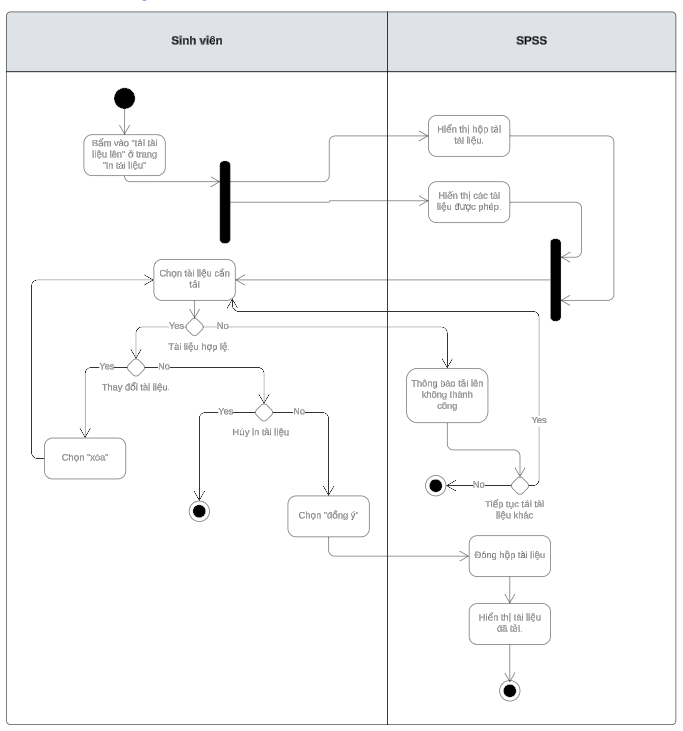 Sinh viên
SPSS
Bấm vào "tải tài
liệu lên" ở trang
"in tài liệu"
Hiển thị hộp tải
tài liệu.
Hiển thị các tài
liệu được phép.
Chọn tài liệu cần
tải
Yes
No
Tài liệu hợp lệ.
Yes
No
Thay đổi tài liệu.
Thông báo tải lên
không thành
công
Yes
No
Hủy in tài liệu
Yes
Chọn "xóa"
No
Tiếp tục tải tài
liệu khác
Chọn "đồng ý"
Đóng hộp tài liệu
Hiển thị tài liệu
đã tải.